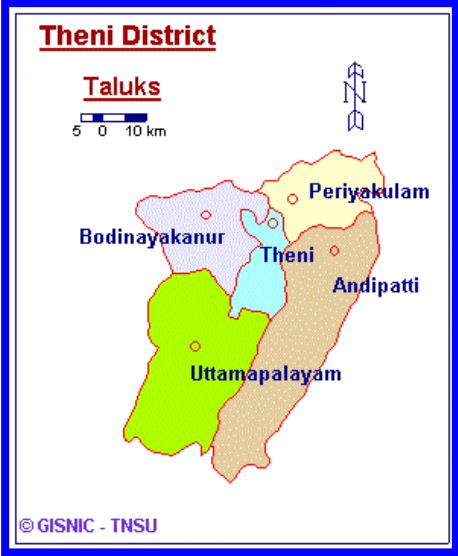 Theni District
Taluks
N
5 0 10 km
Periyakulam
Bodinayakanur
Theni
Andipatti
Uttamapalayam
© GISNIC - TNSU